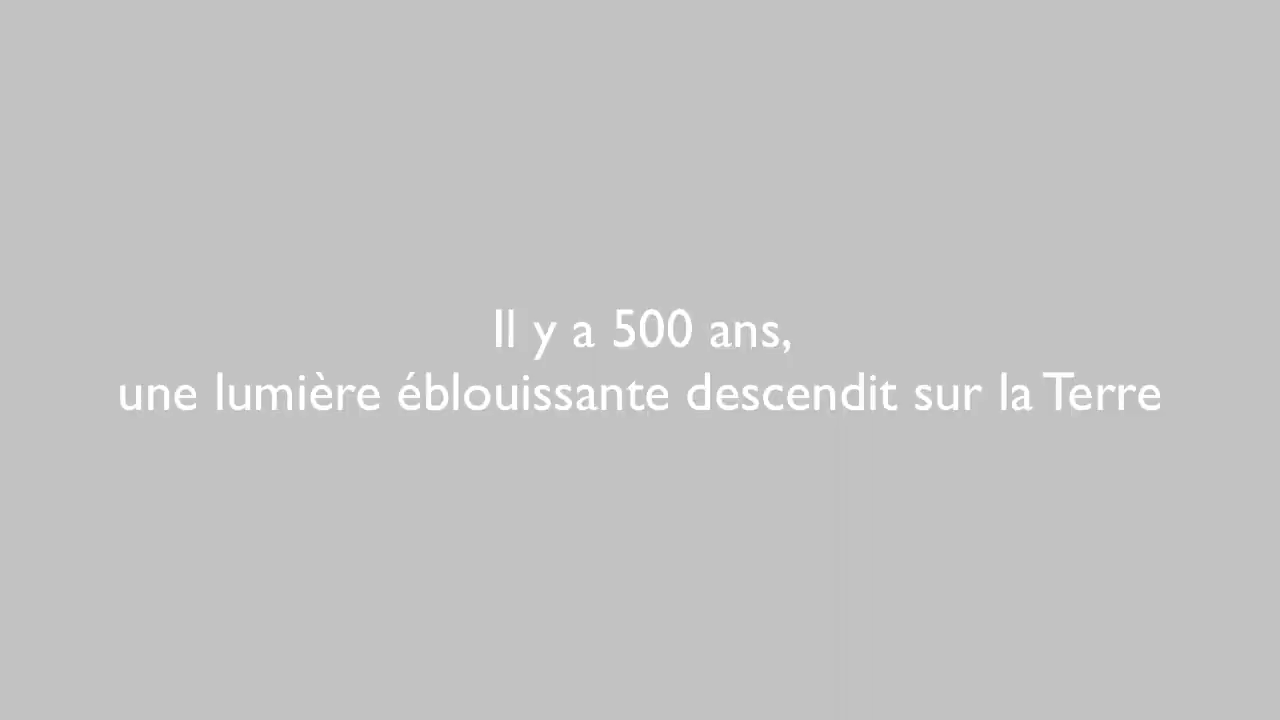 Il y a 500 ans,
une lumière éblouissante descendit sur la Terre